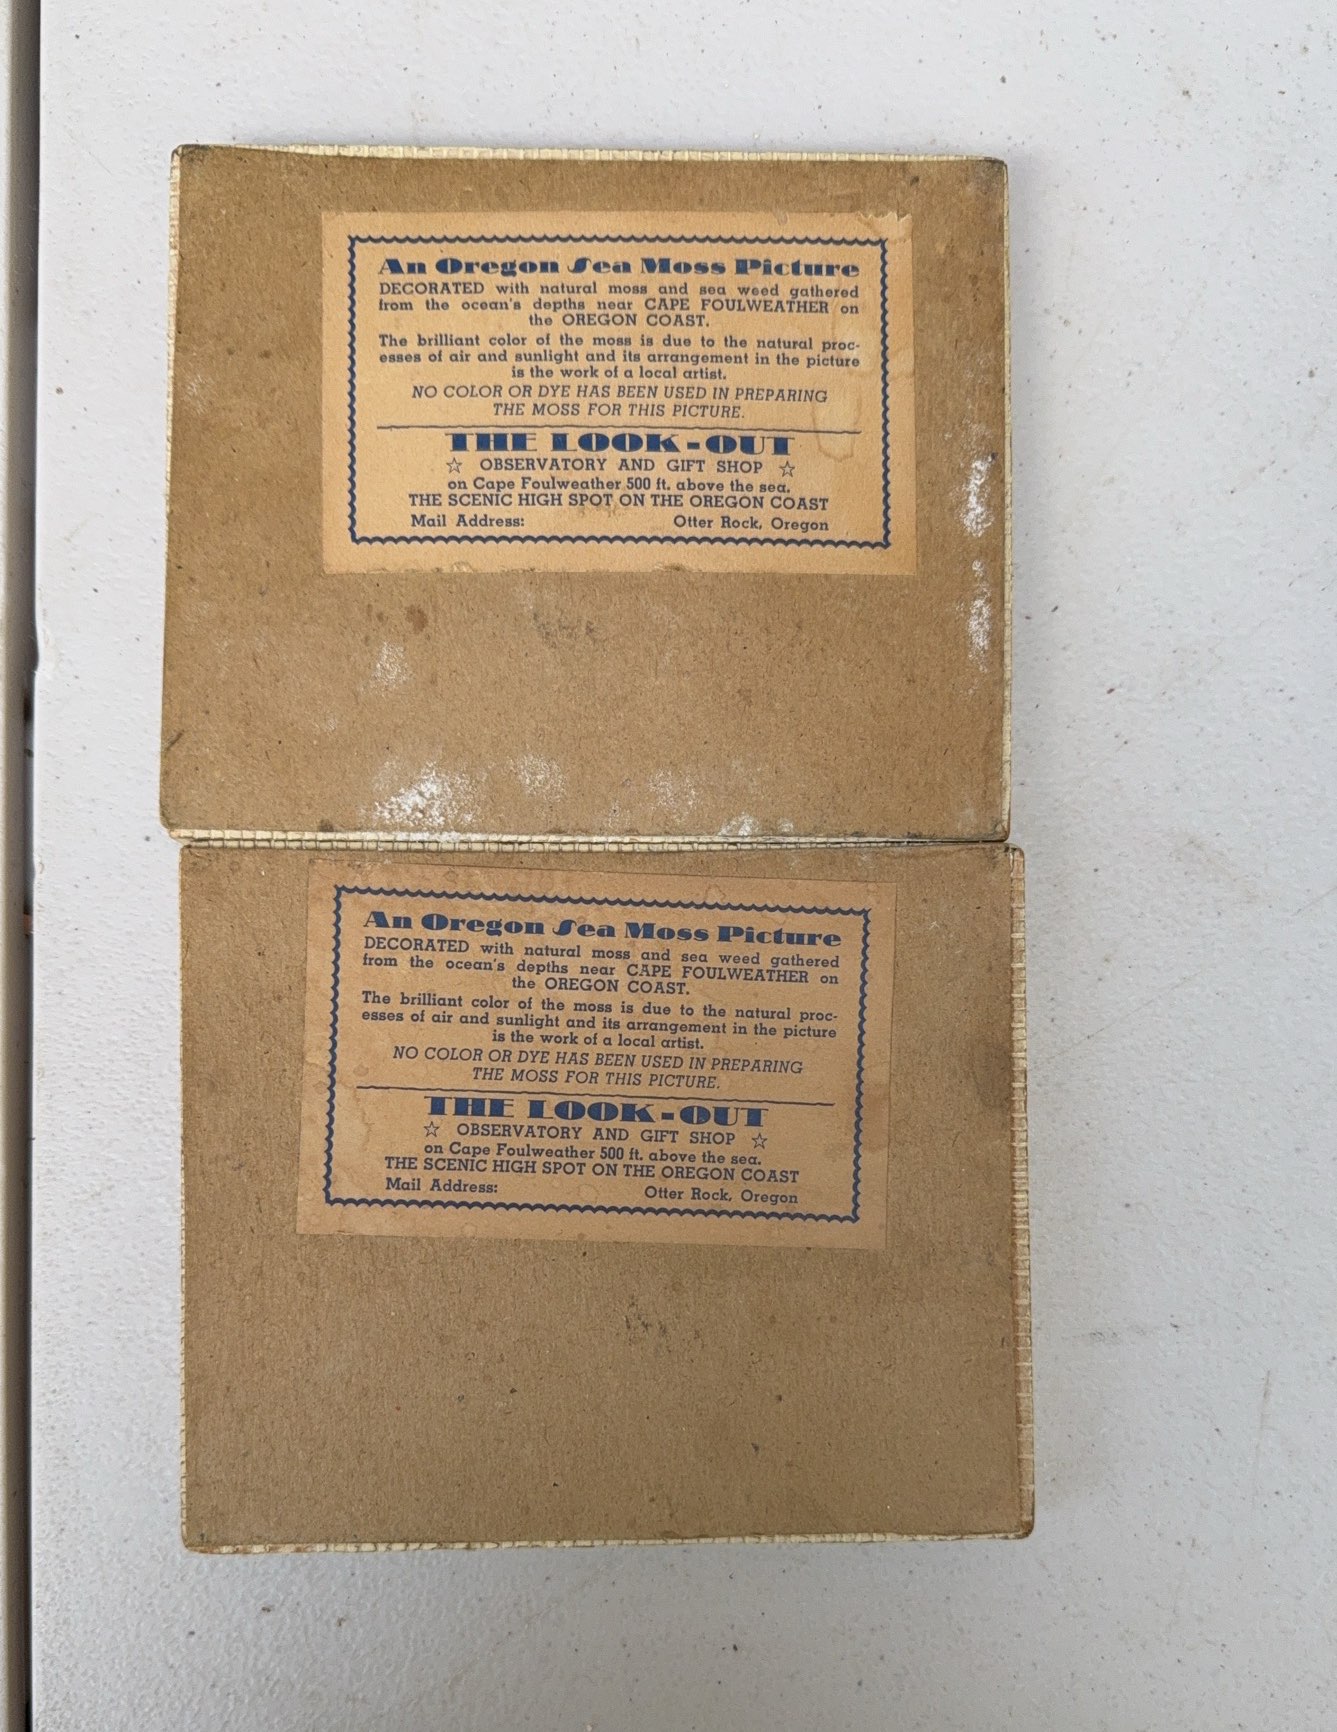 An Oregon Sea Moss Picture
DECORATED with natural moss and sea weed gathered
from the ocean's depths near CAPE FOULWEATHER on
the OREGON COAST.
The brilliant color of the moss is due to the natural proc-
esses of air and sunlight and its arrangement in the picture
is the work of a local artist.
NO COLOR OR DYE HAS BEEN USED IN PREPARING
THE MOSS FOR THIS PICTURE.
THE LOOK-OUT
☆ OBSERVATORY AND GIFT SHOP ☆
on Cape Foulweather 500 ft. above the sea.
THE SCENIC HIGH SPOT ON THE OREGON COAST
Mail Address: Otter Rock, Oregon
An Oregon Sea Moss Picture
DECORATED with natural moss and sea weed gathered
from the ocean's depths near CAPE FOULWEATHER on
the OREGON COAST.
The brilliant color of the moss is due to the natural proc-
esses of air and sunlight and its arrangement in the picture
is the work of a local artist.
NO COLOR OR DYE HAS BEEN USED IN PREPARING
THE MOSS FOR THIS PICTURE.
THE LOOK-OUT
☆ OBSERVATORY AND GIFT SHOP ☆
on Cape Foulweather 500 ft. above the sea.
THE SCENIC HIGH SPOT ON THE OREGON COAST
Mail Address: Otter Rock, Oregon